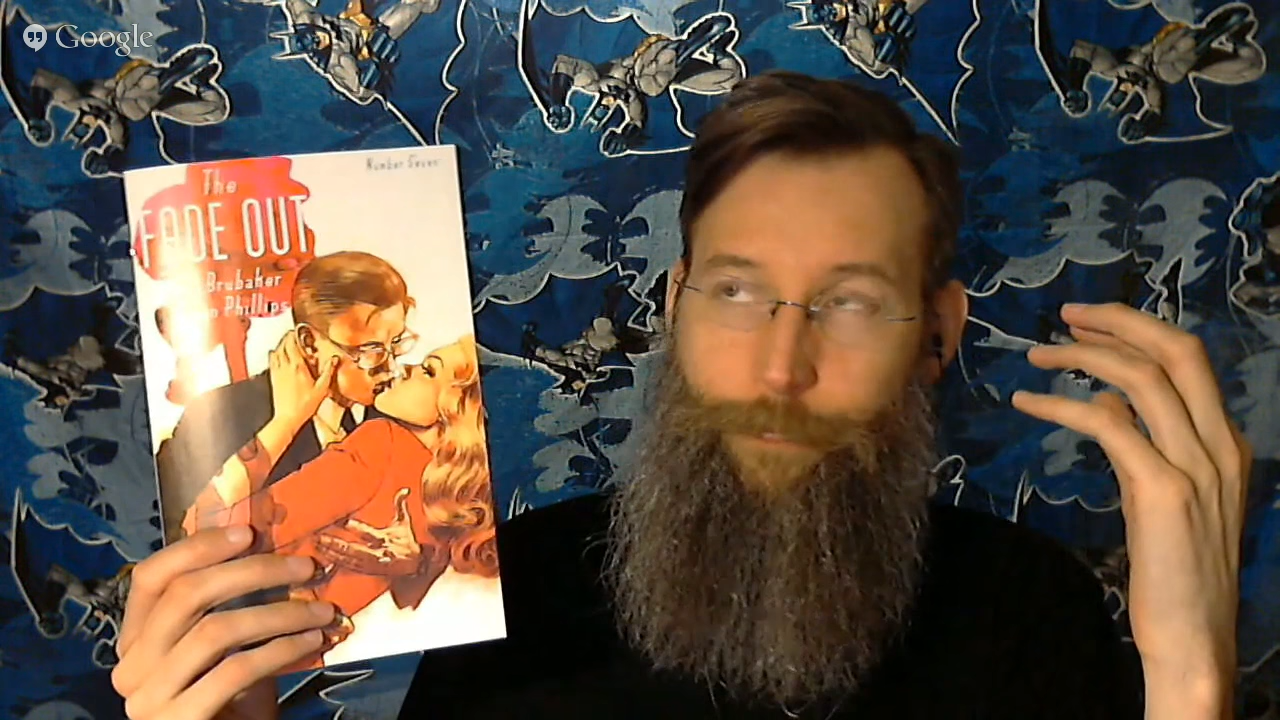 Google
Number Seven
The
FADE OUT
Brubaker
Phillips